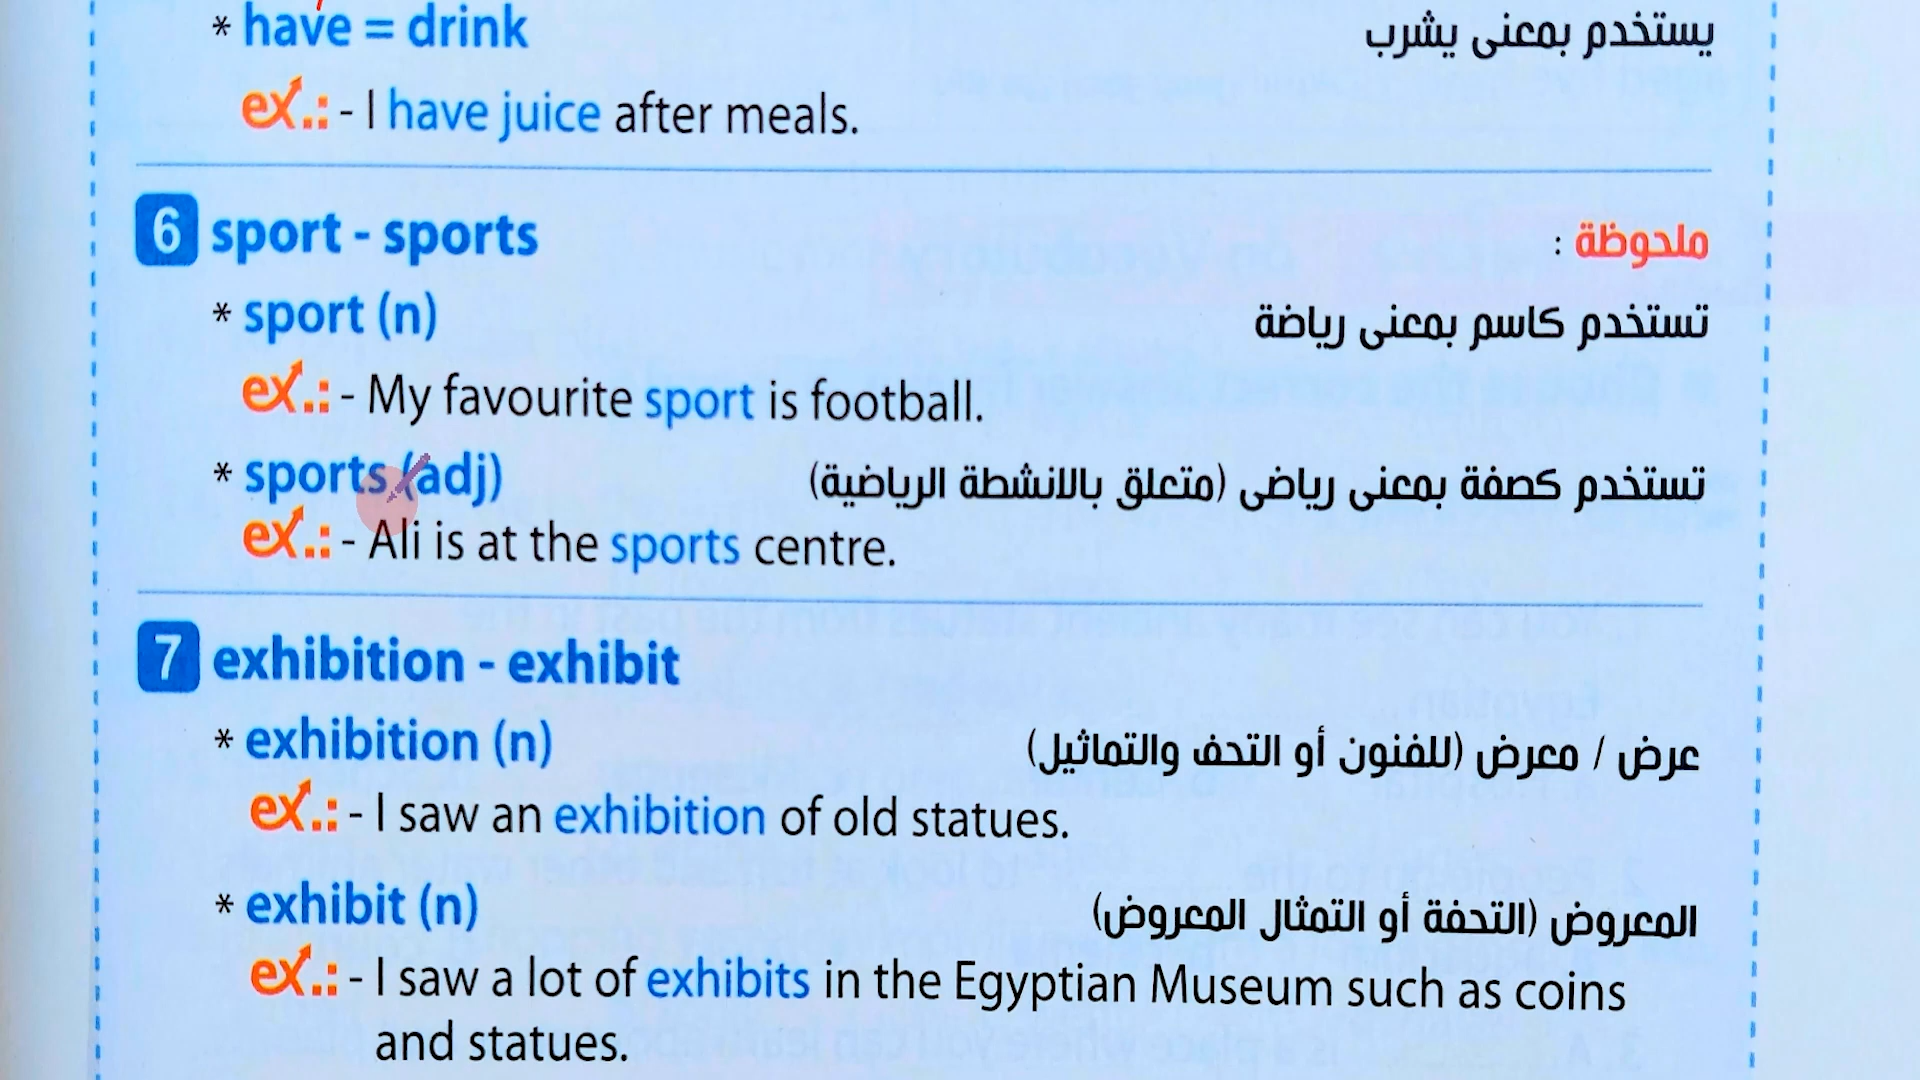 * have = drink يستخدم بمعنى يشرب
ex.: - I have juice after meals.
6 sport - sports ملحوظة :
* sport (n) تستخدم كاسم بمعنى رياضة
ex.: - My favourite sport is football.
* sports (adj) تستخدم كصفة بمعنى رياضى (متعلق بالانشطة الرياضية)
ex.: - Ali is at the sports centre.
7 exhibition - exhibit
* exhibition (n) عرض / معرض (للفنون أو التحف والتماثيل)
ex.: - I saw an exhibition of old statues.
* exhibit (n) المعروض (التحفة أو التمثال المعروض)
ex.: - I saw a lot of exhibits in the Egyptian Museum such as coins
and statues.